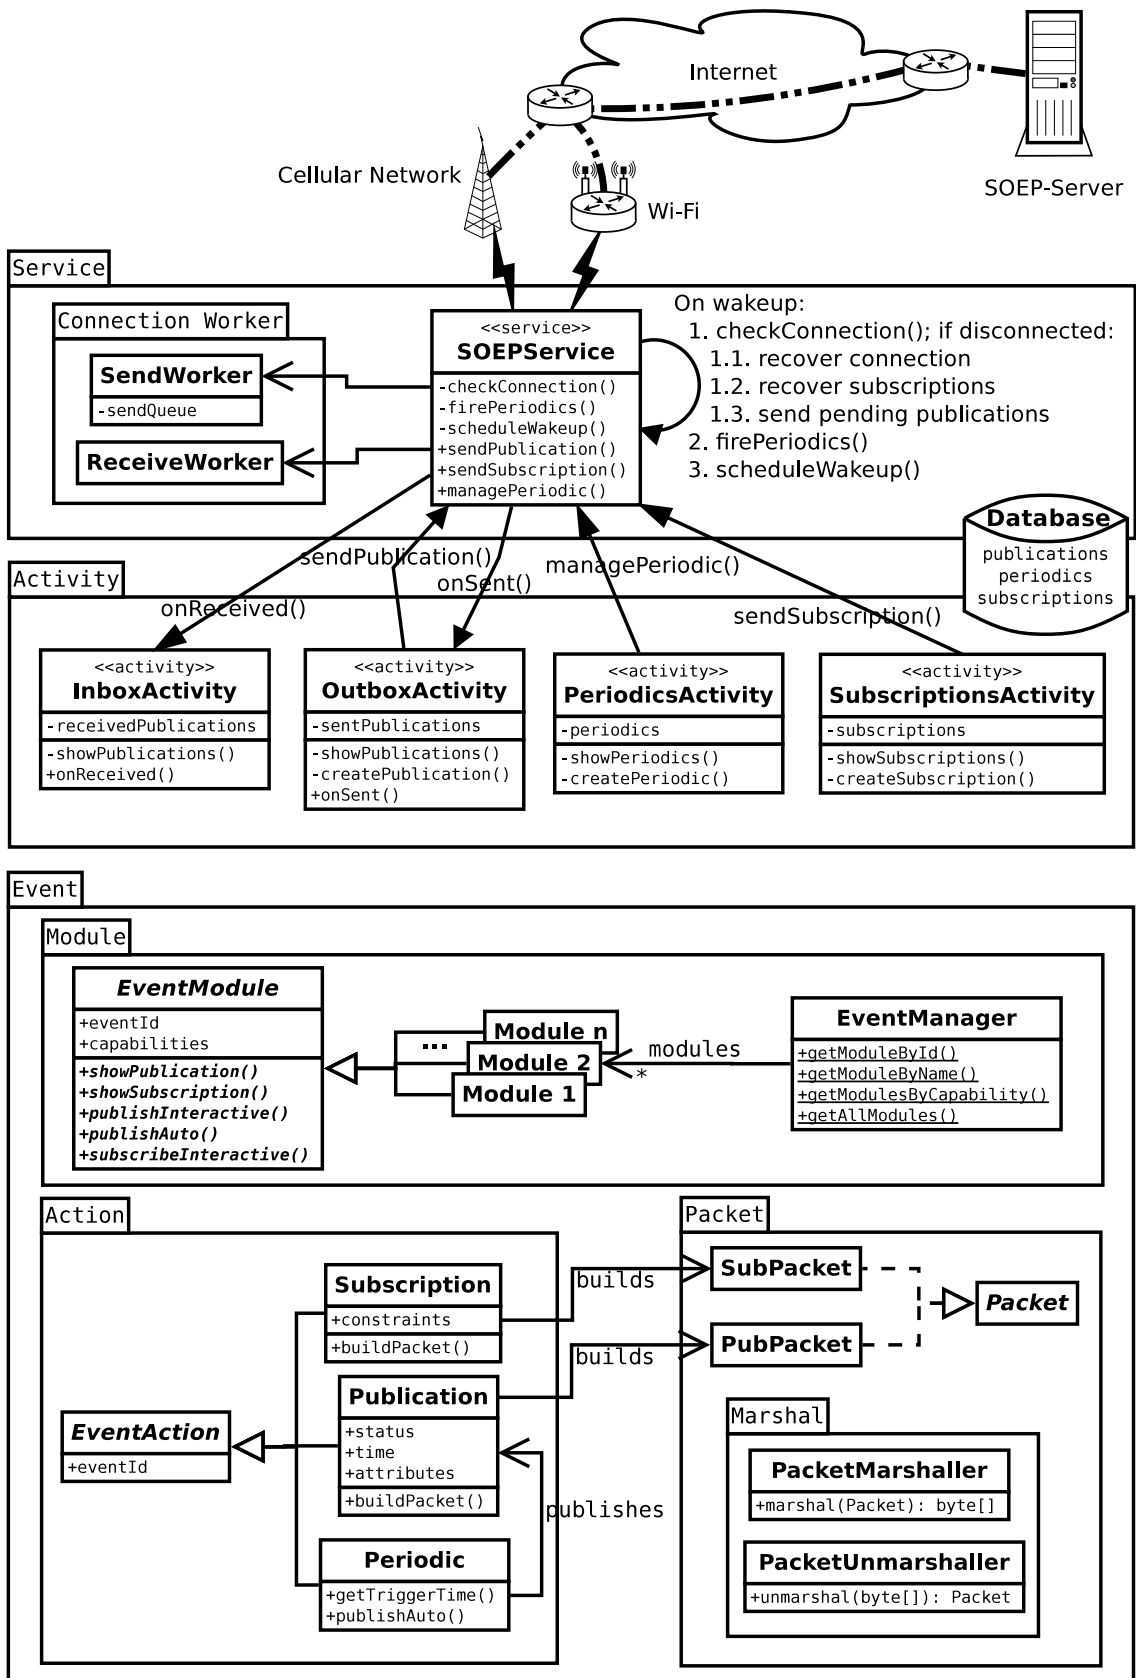 Internet
Cellular Network
Wi-Fi
SOEP-Server
Service
Connection Worker
SendWorker
-sendQueue
ReceiveWorker
<<service>>
SOEPService
-checkConnection()
-firePeriodics()
-scheduleWakeup()
+sendPublication()
+sendSubscription()
+managePeriodic()
On wakeup:
1. checkConnection(); if disconnected:
1.1. recover connection
1.2. recover subscriptions
1.3. send pending publications
2. firePeriodics()
3. scheduleWakeup()
Database
publications
periodics
subscriptions
Activity
onReceived()
sendPublication()
onSent()
managePeriodic()
sendSubscription()
<<activity>>
InboxActivity
-receivedPublications
-showPublications()
+onReceived()
<<activity>>
OutboxActivity
-sentPublications
-showPublications()
-createPublication()
+onSent()
<<activity>>
PeriodicsActivity
-periodics
-showPeriodics()
-createPeriodic()
<<activity>>
SubscriptionsActivity
-subscriptions
-showSubscriptions()
-createSubscription()
Event
Module
EventModule
+eventId
+capabilities
+showPublication()
+showSubscription()
+publishInteractive()
+publishAuto()
+subscribeInteractive()
...
Module n
Module 2
Module 1
modules
*
EventManager
+getModuleById()
+getModuleByName()
+getModulesByCapability()
+getAllModules()
Action
EventAction
+eventId
Subscription
+constraints
+buildPacket()
Publication
+status
+time
+attributes
+buildPacket()
Periodic
+getTriggerTime()
+publishAuto()
builds
builds
publishes
Packet
SubPacket
PubPacket
Packet
Marshal
PacketMarshaller
+marshal(Packet): byte[]
PacketUnmarshaller
+unmarshal(byte[]): Packet